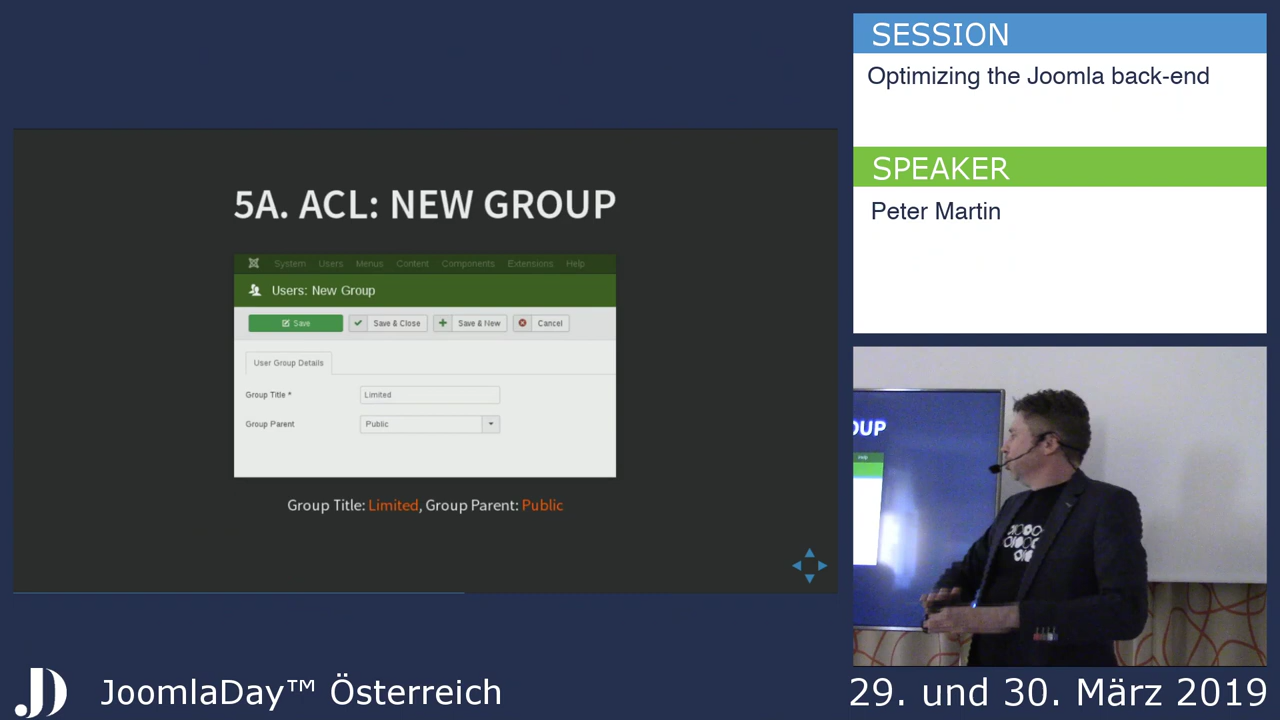 SESSION
Optimizing the Joomla back-end
SPEAKER
Peter Martin
5A. ACL: NEW GROUP
System Users Menus Content Components Extensions Help
Users: New Group
Save Save & Close Save & New Cancel
User Group Details
Group Title * Limited
Group Parent Public
Group Title: Limited, Group Parent: Public
OUP
Help
JoomlaDay™ Österreich
29. und 30. März 2019